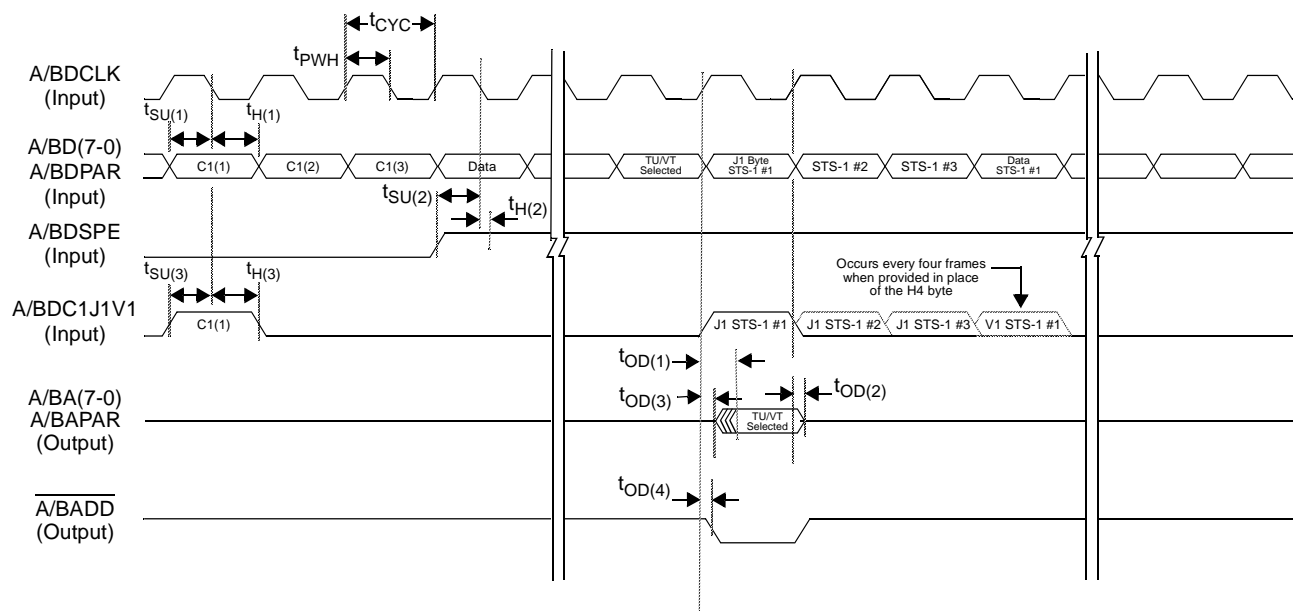 tCYC
tPWH
A/BDCLK
(Input)
tSU(1)
tH(1)
A/BD(7-0)
A/BDPAR
(Input)
C1(1)
C1(2)
C1(3)
Data
TU/VT
Selected
J1 Byte
STS-1 #1
STS-1 #2
STS-1 #3
Data
STS-1 #1
tSU(2)
tH(2)
A/BDSPE
(Input)
tSU(3)
tH(3)
Occurs every four frames
when provided in place
of the H4 byte
A/BDC1J1V1
(Input)
C1(1)
J1 STS-1 #1
J1 STS-1 #2
J1 STS-1 #3
V1 STS-1 #1
tOD(1)
tOD(3)
tOD(2)
A/BA(7-0)
A/BAPAR
(Output)
TU/VT
Selected
tOD(4)
A/BADD
(Output)